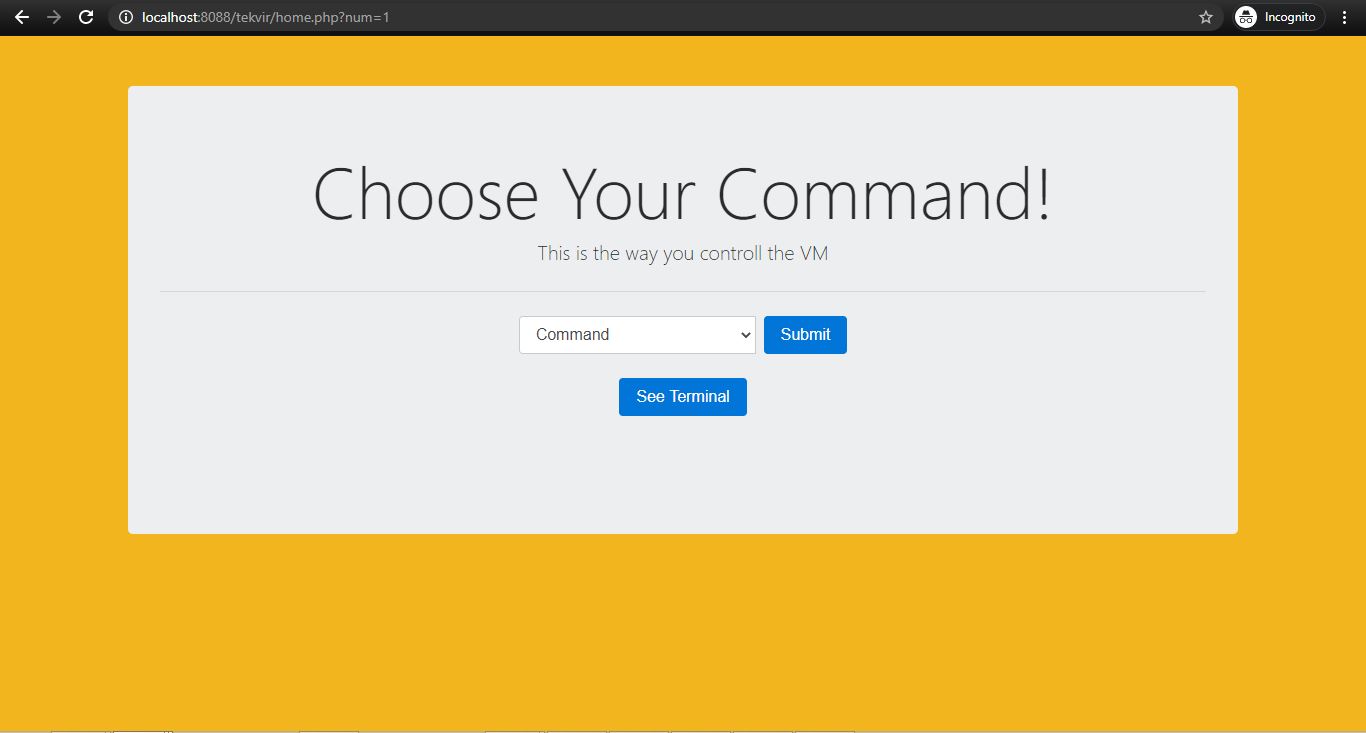 localhost:8088/tekvir/home.php?num=1
Incognito
Choose Your Command!
This is the way you controll the VM
Command
Submit
See Terminal